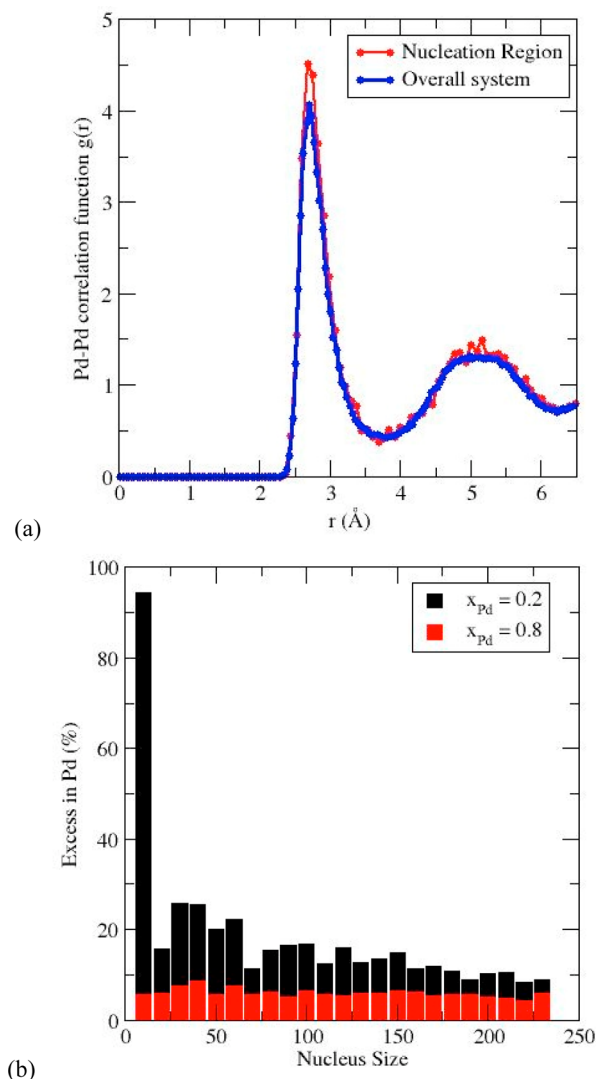 5
4
3
2
1
0
Pd-Pd correlation function g(r)
Nucleation Region
Overall system
0 1 2 3 4 5 6
r (Å)
(a)
100
80
60
40
20
0
Excess in Pd (%)
x_Pd = 0.2
x_Pd = 0.8
0 50 100 150 200 250
Nucleus Size
(b)